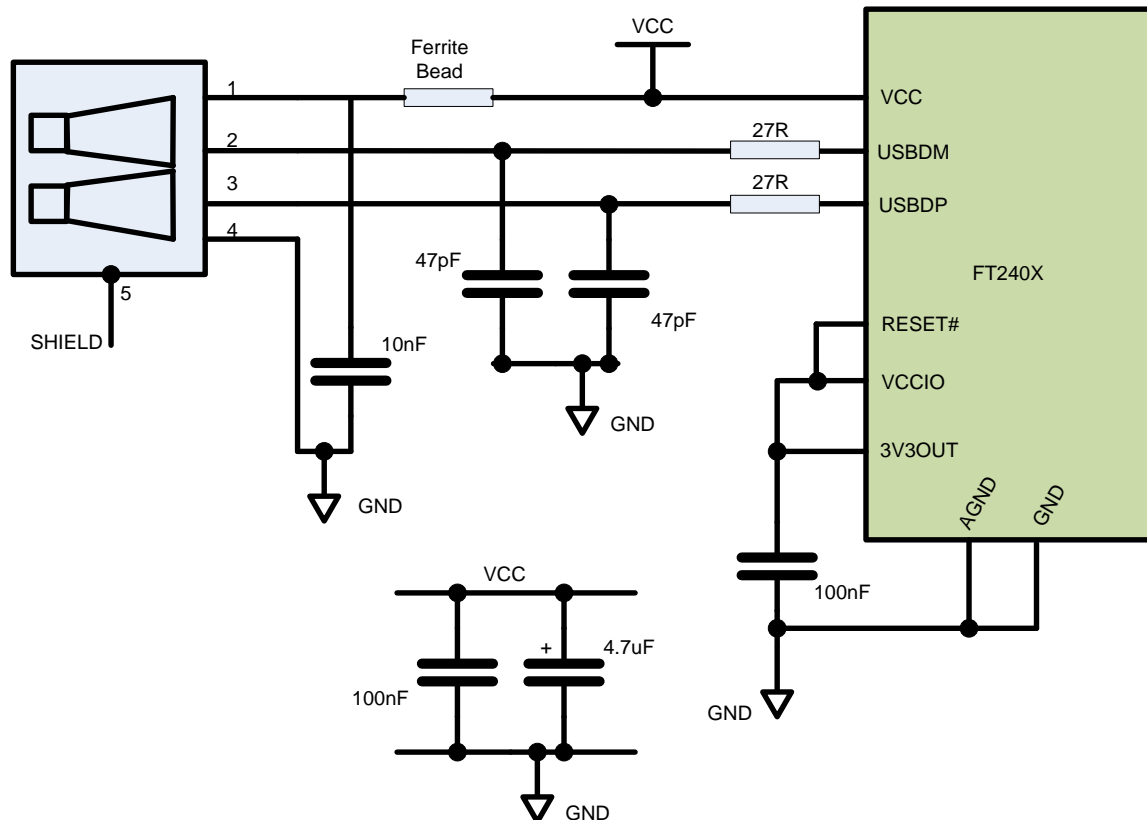 VCC
Ferrite
Bead
1
VCC
27R
2
USBDM
27R
3
USBDP
4
47pF
FT240X
5
47pF
RESET#
SHIELD
10nF
VCCIO
GND
3V3OUT
GND
AGND
GND
VCC
100nF
+
4.7uF
100nF
GND
GND